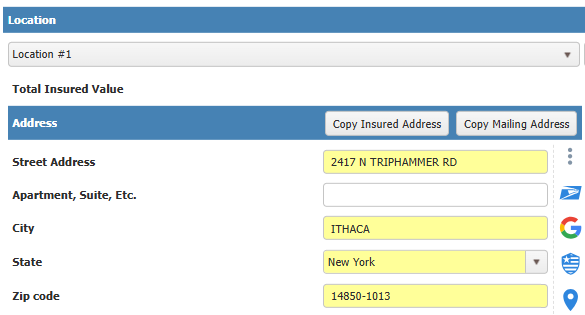 Location
Location #1
Total Insured Value
Address Copy Insured Address Copy Mailing Address
Street Address 2417 N TRIPHAMMER RD
Apartment, Suite, Etc.
City ITHACA
State New York
Zip code 14850-1013